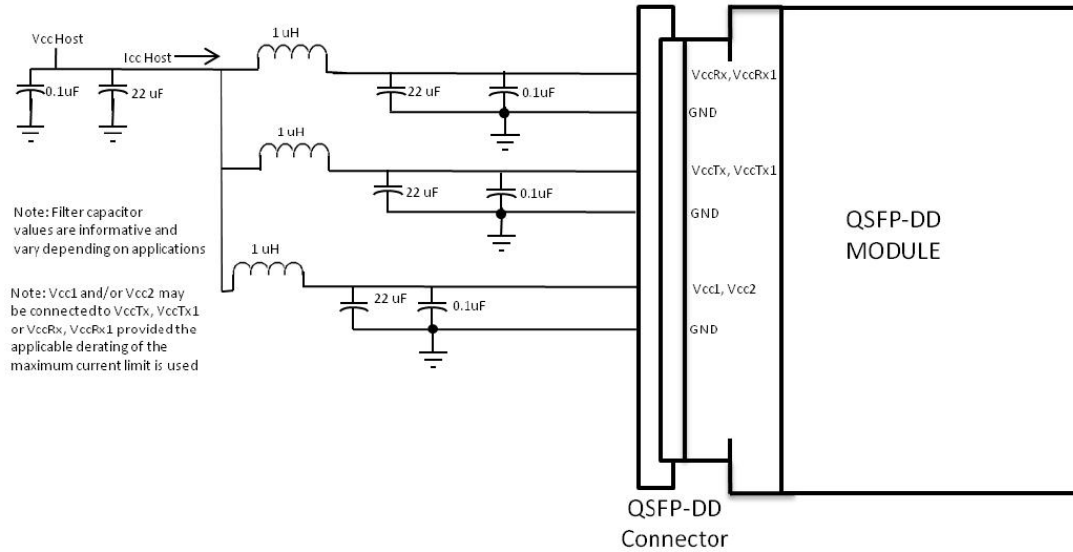 Vcc Host
Icc Host
0.1uF
22 uF
1 uH
22 uF
0.1uF
VccRx, VccRx1
GND
1 uH
22 uF
0.1uF
VccTx, VccTx1
GND
Note: Filter capacitor
values are informative and
vary depending on applications
1 uH
22 uF
0.1uF
Vcc1, Vcc2
GND
Note: Vcc1 and/or Vcc2 may
be connected to VccTx, VccTx1
or VccRx, VccRx1 provided the
applicable derating of the
maximum current limit is used
QSFP-DD
MODULE
QSFP-DD
Connector